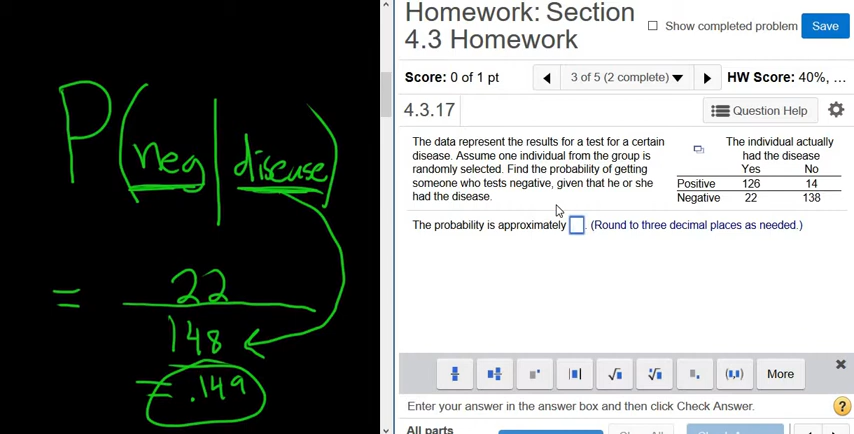 P(neg | disease)
= 22
148
= .149
Homework: Section
4.3 Homework
Show completed problem
Save
Score: 0 of 1 pt
3 of 5 (2 complete)
HW Score: 40%, ...
4.3.17
Question Help
The data represent the results for a test for a certain
disease. Assume one individual from the group is
randomly selected. Find the probability of getting
someone who tests negative, given that he or she
had the disease.
The individual actually
had the disease
Yes No
Positive 126 14
Negative 22 138
The probability is approximately . (Round to three decimal places as needed.)
More
Enter your answer in the answer box and then click Check Answer.
?
All parts
Clear All
Check Answer